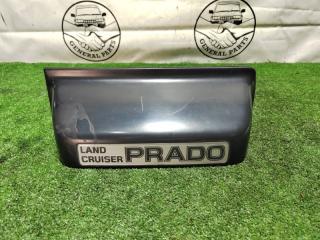 GENERAL PARTS
GENERAL PARTS
LAND
CRUISER PRADO